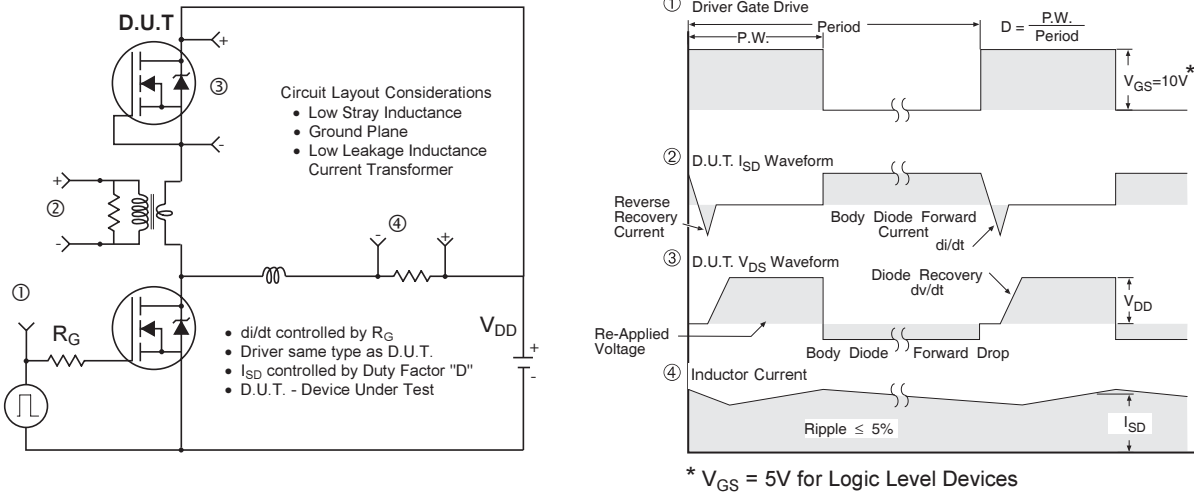 D.U.T
+
③
-
Circuit Layout Considerations
• Low Stray Inductance
• Ground Plane
• Low Leakage Inductance
Current Transformer
+
②
-
④
- +
①
R_G
• di/dt controlled by R_G
• Driver same type as D.U.T.
• I_SD controlled by Duty Factor "D"
• D.U.T. - Device Under Test
V_DD
+
-
① Driver Gate Drive
P.W.
Period
D = P.W. / Period
V_GS=10V*
② D.U.T. I_SD Waveform
Reverse
Recovery
Current
Body Diode Forward
Current
di/dt
③ D.U.T. V_DS Waveform
Diode Recovery
dv/dt
V_DD
Re-Applied
Voltage
Body Diode Forward Drop
④ Inductor Current
Ripple ≤ 5%
I_SD
* V_GS = 5V for Logic Level Devices